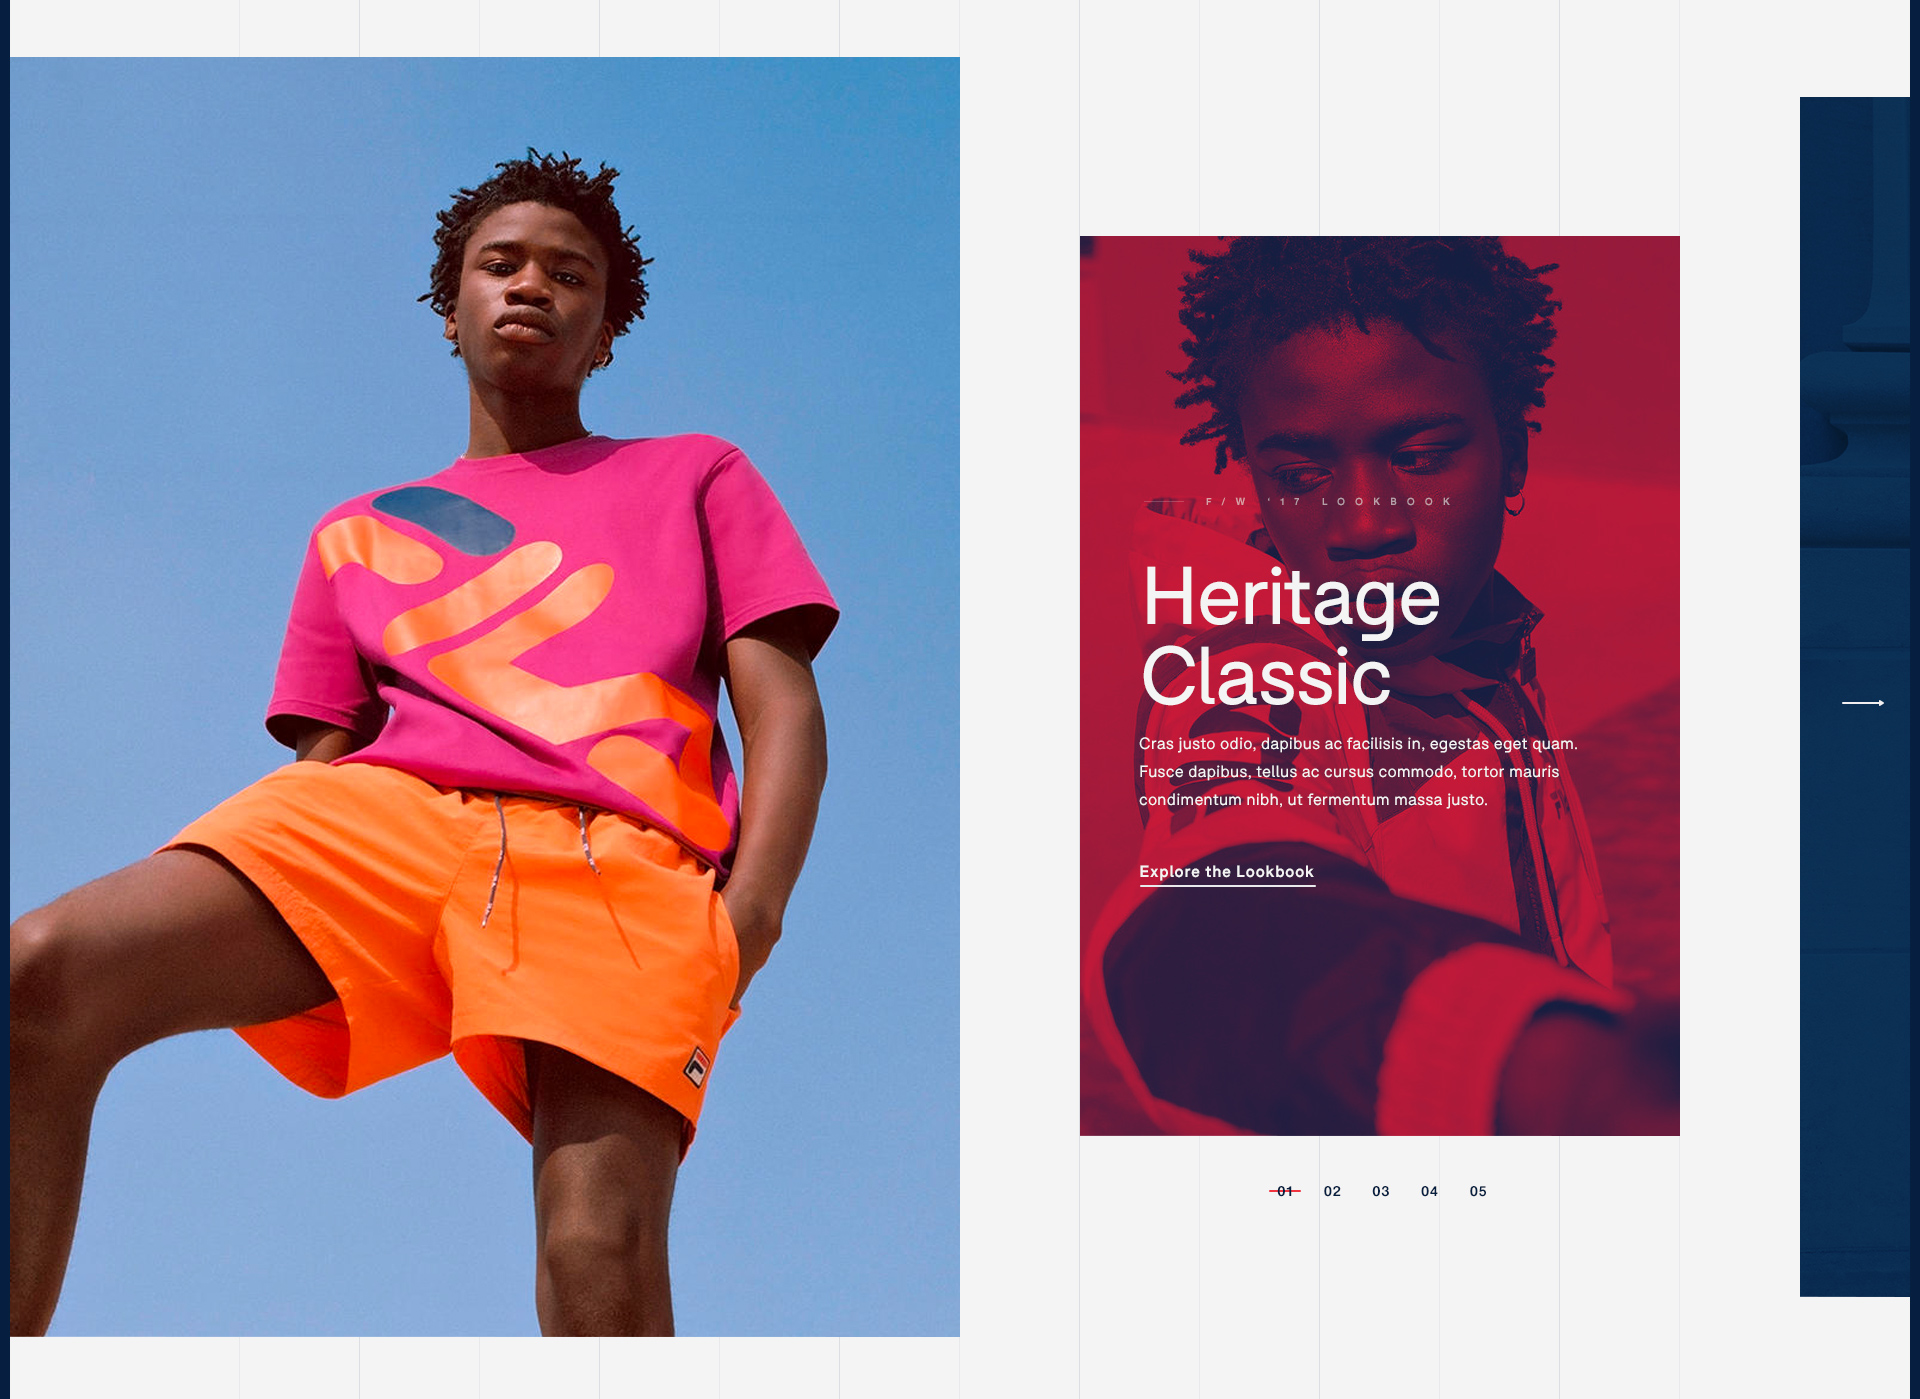 F/W '17 LOOKBOOK
Heritage
Classic
Cras justo odio, dapibus ac facilisis in, egestas eget quam.
Fusce dapibus, tellus ac cursus commodo, tortor mauris
condimentum nibh, ut fermentum massa justo.
Explore the Lookbook
01 02 03 04 05